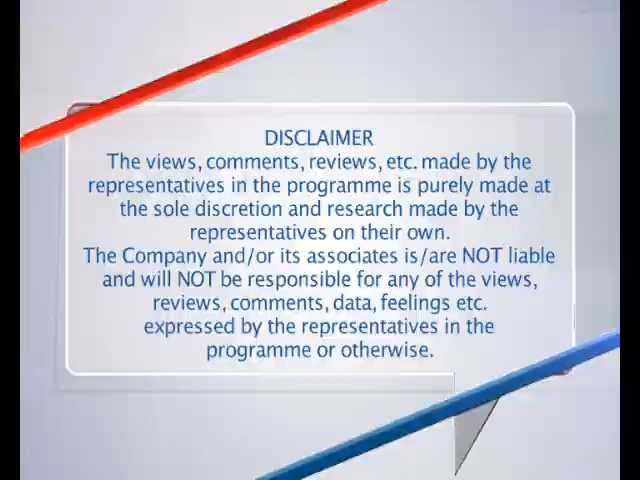 DISCLAIMER
The views, comments, reviews, etc. made by the
representatives in the programme is purely made at
the sole discretion and research made by the
representatives on their own.
The Company and/or its associates is/are NOT liable
and will NOT be responsible for any of the views,
reviews, comments, data, feelings etc.
expressed by the representatives in the
programme or otherwise.